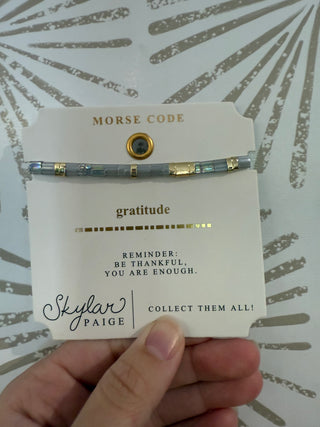 MORSE CODE
gratitude
REMINDER:
BE THANKFUL,
YOU ARE ENOUGH.
Skylar
PAIGE
COLLECT THEM ALL!